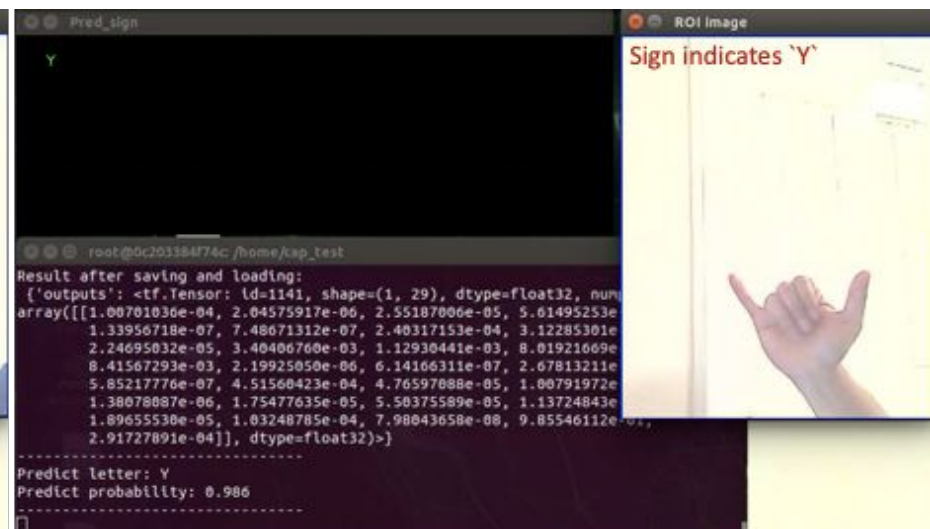 Pred_sign
Y
ROI image
Sign indicates `Y`
root@0c203384f74c: /home/cap_test
Result after saving and loading:
{'outputs': <tf.Tensor: id=1141, shape=(1, 29), dtype=float32, num
array([[1.00701036e-04, 2.04575917e-06, 2.55187006e-05, 5.61495253e
1.33956718e-07, 7.48671312e-07, 2.40317153e-04, 3.12285301e
2.24695032e-05, 3.40406760e-03, 1.12930441e-03, 8.01921669e
8.41567293e-03, 2.19925050e-06, 6.14166311e-07, 2.67813211e
5.85217776e-07, 4.51560423e-04, 4.76597088e-05, 1.00791972e
1.38078087e-06, 1.75477635e-05, 5.50375589e-05, 1.13724843e
1.89655530e-05, 1.03248785e-04, 7.98043658e-08, 9.85546112e-01,
2.91727891e-04]], dtype=float32)>}
--------------------------------
Predict letter: Y
Predict probability: 0.986
--------------------------------